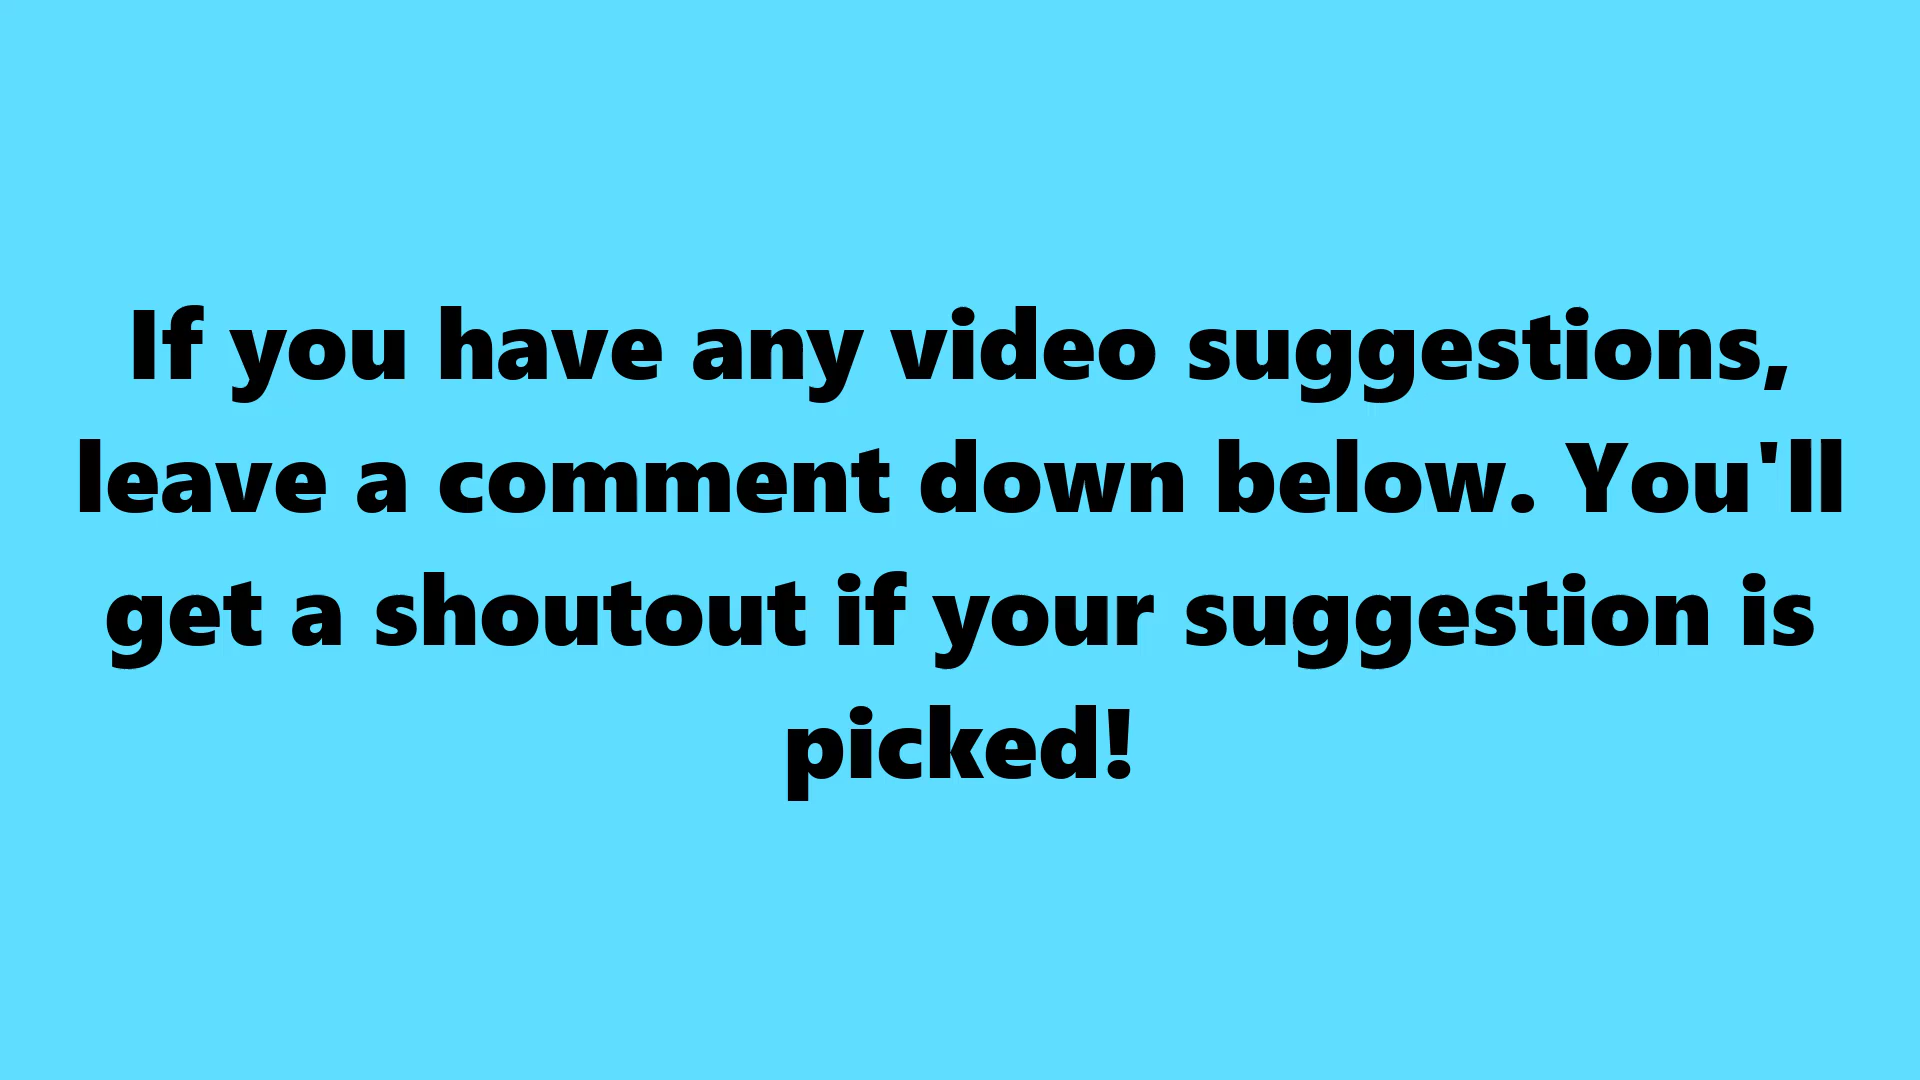 If you have any video suggestions,
leave a comment down below. You'll
get a shoutout if your suggestion is
picked!